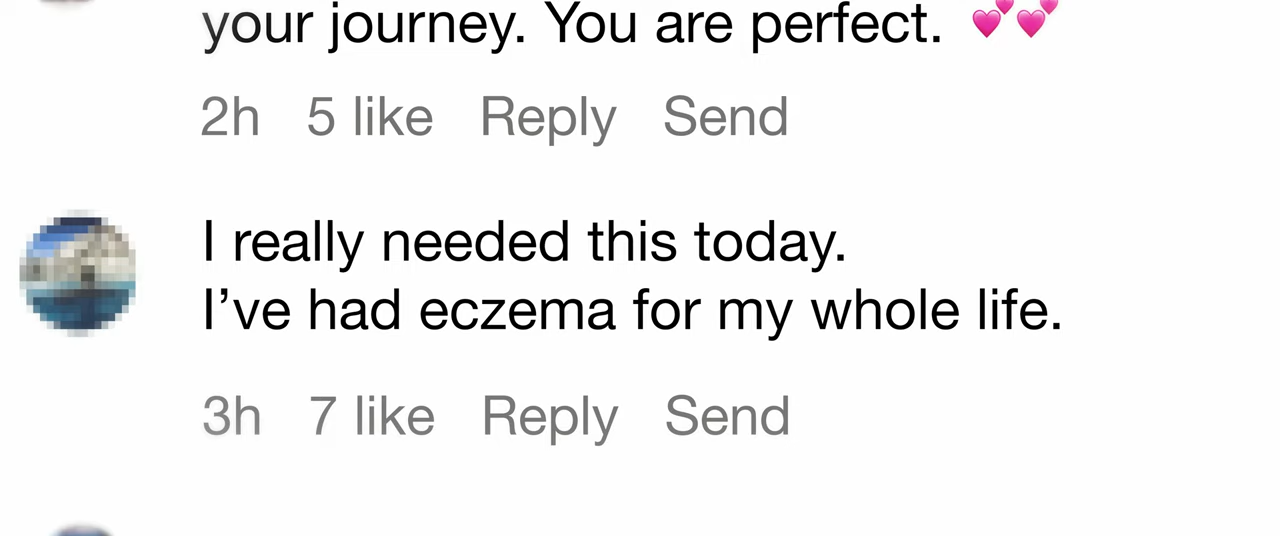 your journey. You are perfect. 💕💕
2h 5 like Reply Send
I really needed this today.
I’ve had eczema for my whole life.
3h 7 like Reply Send